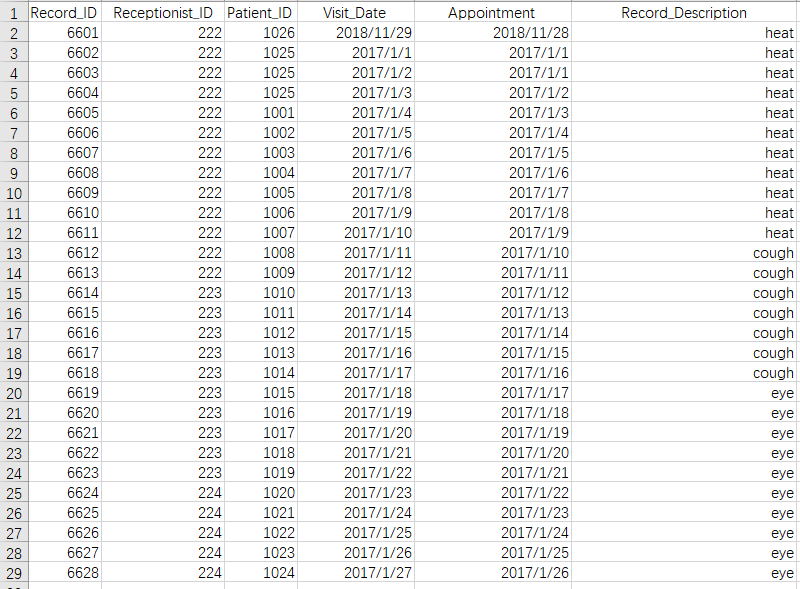 1 Record_ID Receptionist_ID Patient_ID Visit_Date Appointment Record_Description
2 6601 222 1026 2018/11/29 2018/11/28 heat
3 6602 222 1025 2017/1/1 2017/1/1 heat
4 6603 222 1025 2017/1/2 2017/1/1 heat
5 6604 222 1025 2017/1/3 2017/1/2 heat
6 6605 222 1001 2017/1/4 2017/1/3 heat
7 6606 222 1002 2017/1/5 2017/1/4 heat
8 6607 222 1003 2017/1/6 2017/1/5 heat
9 6608 222 1004 2017/1/7 2017/1/6 heat
10 6609 222 1005 2017/1/8 2017/1/7 heat
11 6610 222 1006 2017/1/9 2017/1/8 heat
12 6611 222 1007 2017/1/10 2017/1/9 heat
13 6612 222 1008 2017/1/11 2017/1/10 cough
14 6613 222 1009 2017/1/12 2017/1/11 cough
15 6614 223 1010 2017/1/13 2017/1/12 cough
16 6615 223 1011 2017/1/14 2017/1/13 cough
17 6616 223 1012 2017/1/15 2017/1/14 cough
18 6617 223 1013 2017/1/16 2017/1/15 cough
19 6618 223 1014 2017/1/17 2017/1/16 cough
20 6619 223 1015 2017/1/18 2017/1/17 eye
21 6620 223 1016 2017/1/19 2017/1/18 eye
22 6621 223 1017 2017/1/20 2017/1/19 eye
23 6622 223 1018 2017/1/21 2017/1/20 eye
24 6623 223 1019 2017/1/22 2017/1/21 eye
25 6624 224 1020 2017/1/23 2017/1/22 eye
26 6625 224 1021 2017/1/24 2017/1/23 eye
27 6626 224 1022 2017/1/25 2017/1/24 eye
28 6627 224 1023 2017/1/26 2017/1/25 eye
29 6628 224 1024 2017/1/27 2017/1/26 eye